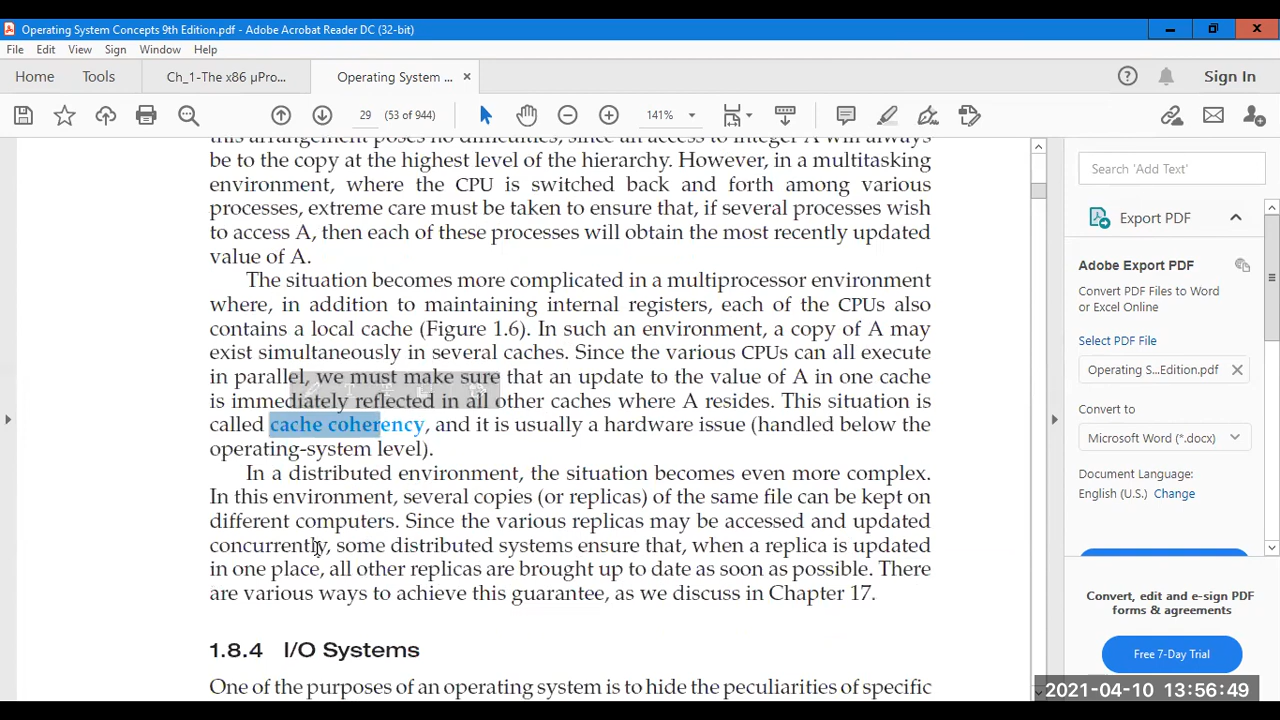 Operating System Concepts 9th Edition.pdf - Adobe Acrobat Reader DC (32-bit)
File Edit View Sign Window Help
Home Tools Ch_1-The x86 µPro... Operating System ... ×
29 (53 of 944) 141% Sign In
this arrangement poses no difficulties, since an access to integer A will always
be to the copy at the highest level of the hierarchy. However, in a multitasking
environment, where the CPU is switched back and forth among various
processes, extreme care must be taken to ensure that, if several processes wish
to access A, then each of these processes will obtain the most recently updated
value of A.
The situation becomes more complicated in a multiprocessor environment
where, in addition to maintaining internal registers, each of the CPUs also
contains a local cache (Figure 1.6). In such an environment, a copy of A may
exist simultaneously in several caches. Since the various CPUs can all execute
in parallel, we must make sure that an update to the value of A in one cache
is immediately reflected in all other caches where A resides. This situation is
called cache coherency, and it is usually a hardware issue (handled below the
operating-system level).
In a distributed environment, the situation becomes even more complex.
In this environment, several copies (or replicas) of the same file can be kept on
different computers. Since the various replicas may be accessed and updated
concurrently, some distributed systems ensure that, when a replica is updated
in one place, all other replicas are brought up to date as soon as possible. There
are various ways to achieve this guarantee, as we discuss in Chapter 17.
1.8.4 I/O Systems
One of the purposes of an operating system is to hide the peculiarities of specific
Search 'Add Text'
Export PDF
Adobe Export PDF
Convert PDF Files to Word
or Excel Online
Select PDF File
Operating S...Edition.pdf ×
Convert to
Microsoft Word (*.docx)
Document Language:
English (U.S.) Change
Convert, edit and e-sign PDF
forms & agreements
Free 7-Day Trial
2021-04-10 13:56:49